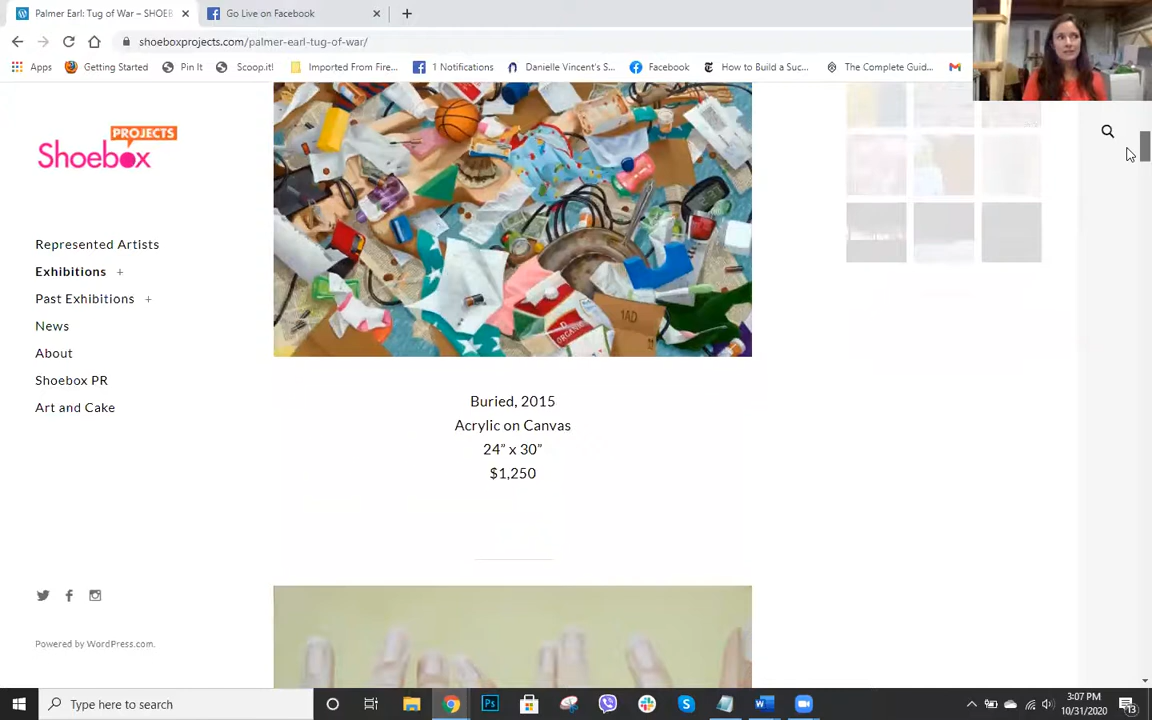 Palmer Earl: Tug of War – SHOEB
Go Live on Facebook
shoeboxprojects.com/palmer-earl-tug-of-war/
Apps
Getting Started
Pin It
Scoop.it!
Imported From Fire...
1 Notifications
Danielle Vincent's S...
Facebook
How to Build a Suc...
The Complete Guid...
PROJECTS
Shoebox
Represented Artists
Exhibitions +
Past Exhibitions +
News
About
Shoebox PR
Art and Cake
1AD
ORGANIC
Buried, 2015
Acrylic on Canvas
24” x 30”
$1,250
Powered by WordPress.com.
Type here to search
Ps
W
3:07 PM
10/31/2020
13